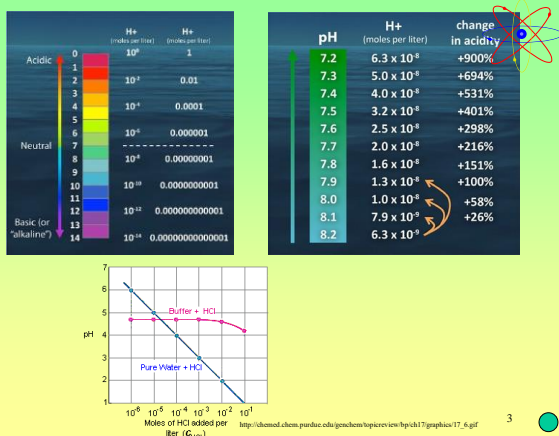 H+ H+
(moles per liter) (moles per liter)
Acidic 0 10⁰ 1
1
2 10⁻² 0.01
3
4 10⁻⁴ 0.0001
5
6 10⁻⁶ 0.000001
Neutral 7
8 10⁻⁸ 0.00000001
9
10 10⁻¹⁰ 0.0000000001
11
12 10⁻¹² 0.000000000001
Basic (or 13
"alkaline") 14 10⁻¹⁴ 0.00000000000001
pH H+ change
(moles per liter) in acidity
7.2 6.3 x 10⁻⁸ +900%
7.3 5.0 x 10⁻⁸ +694%
7.4 4.0 x 10⁻⁸ +531%
7.5 3.2 x 10⁻⁸ +401%
7.6 2.5 x 10⁻⁸ +298%
7.7 2.0 x 10⁻⁸ +216%
7.8 1.6 x 10⁻⁸ +151%
7.9 1.3 x 10⁻⁸ +100%
8.0 1.0 x 10⁻⁸ +58%
8.1 7.9 x 10⁻⁹ +26%
8.2 6.3 x 10⁻⁹
7
6
5
Buffer + HCl
pH 4
3
Pure Water + HCl
2
1
10⁻⁶ 10⁻⁵ 10⁻⁴ 10⁻³ 10⁻² 10⁻¹
Moles of HCl added per
liter
http://chemed.chem.purdue.edu/genchem/topicreview/bp/ch17/graphics/17_6.gif
3